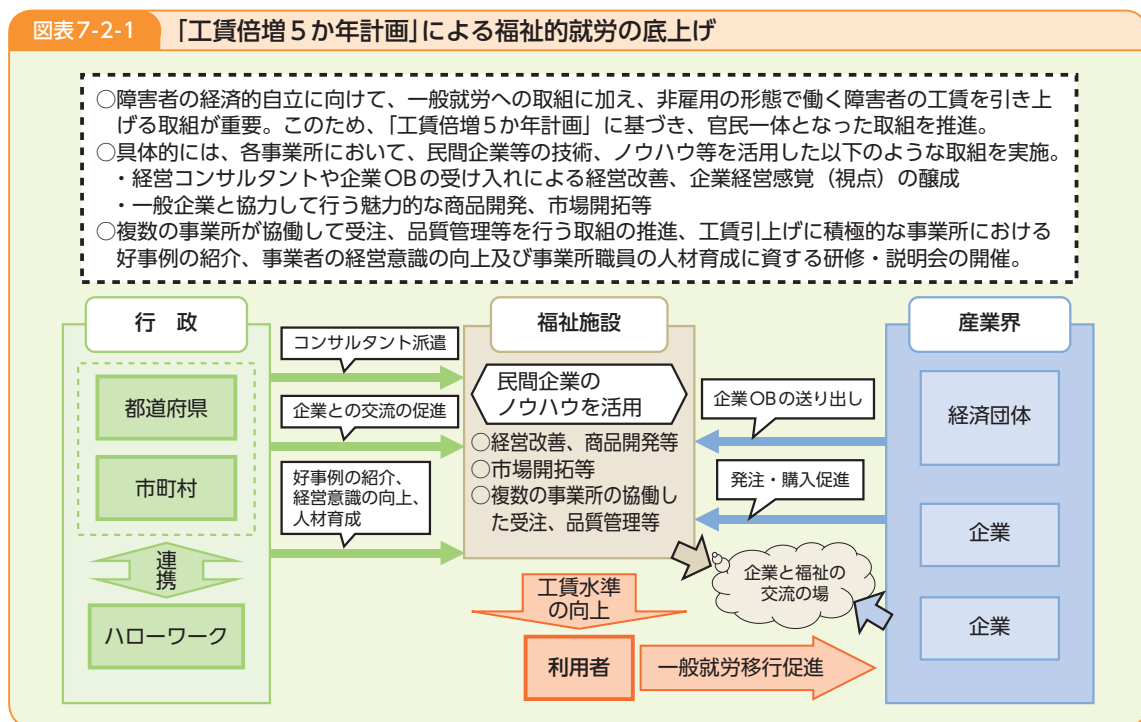 図表7-2-1 「工賃倍増５か年計画」による福祉的就労の底上げ
○障害者の経済的自立に向けて、一般就労への取組に加え、非雇用の形態で働く障害者の工賃を引き上
げる取組が重要。このため、「工賃倍増５か年計画」に基づき、官民一体となった取組を推進。
○具体的には、各事業所において、民間企業等の技術、ノウハウ等を活用した以下のような取組を実施。
・経営コンサルタントや企業OBの受け入れによる経営改善、企業経営感覚（視点）の醸成
・一般企業と協力して行う魅力的な商品開発、市場開拓等
○複数の事業所が協働して受注、品質管理等を行う取組の推進、工賃引上げに積極的な事業所における
好事例の紹介、事業者の経営意識の向上及び事業所職員の人材育成に資する研修・説明会の開催。
行　政
都道府県
市町村
連携
ハローワーク
コンサルタント派遣
企業との交流の促進
好事例の紹介、
経営意識の向上、
人材育成
福祉施設
民間企業の
ノウハウを活用
○経営改善、商品開発等
○市場開拓等
○複数の事業所の協働し
た受注、品質管理等
企業OBの送り出し
発注・購入促進
産業界
経済団体
企業
企業
企業と福祉の
交流の場
工賃水準
の向上
利用者
一般就労移行促進